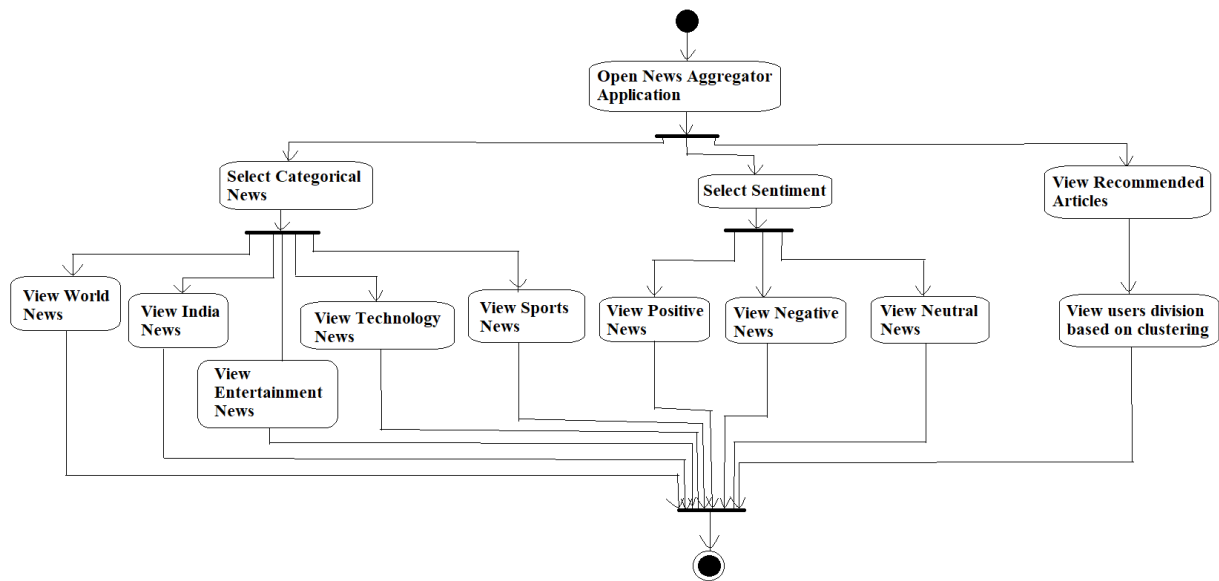 Open News Aggregator
Application
Select Categorical
News
Select Sentiment
View Recommended
Articles
View World
News
View India
News
View
Entertainment
News
View Technology
News
View Sports
News
View Positive
News
View Negative
News
View Neutral
News
View users division
based on clustering